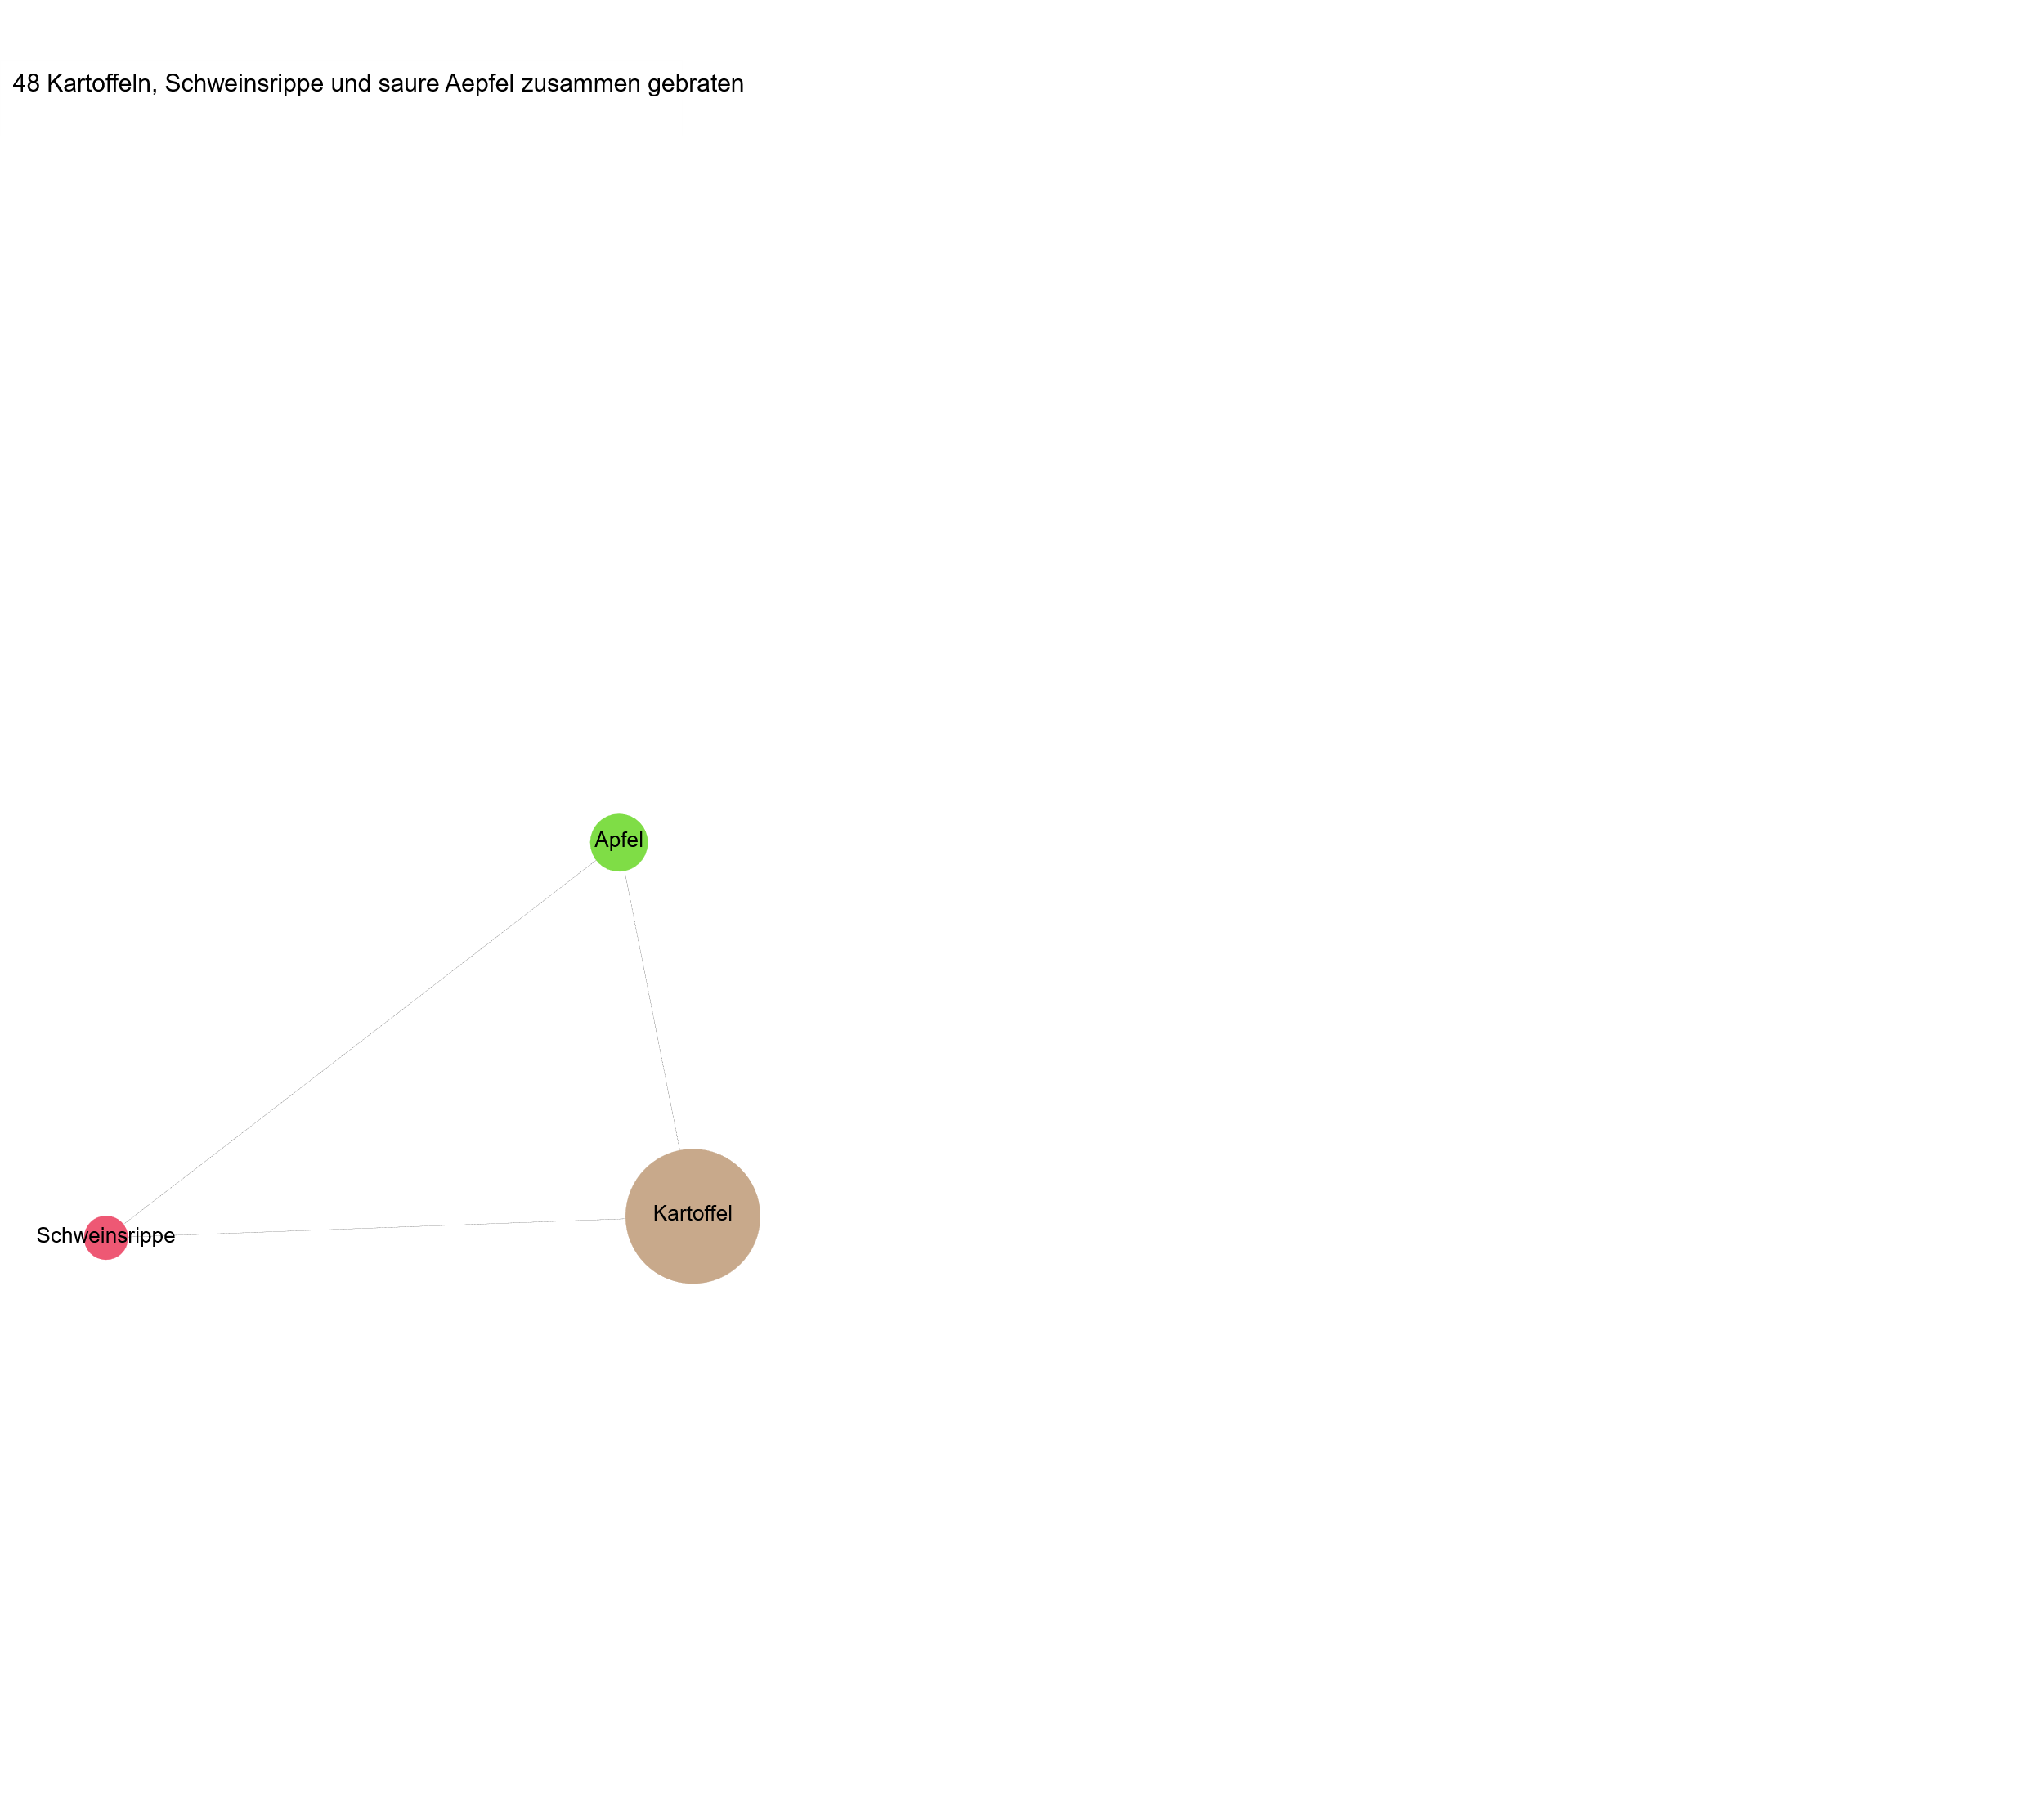 48 Kartoffeln, Schweinsrippe und saure Aepfel zusammen gebraten
Apfel
Kartoffel
Schweinsrippe